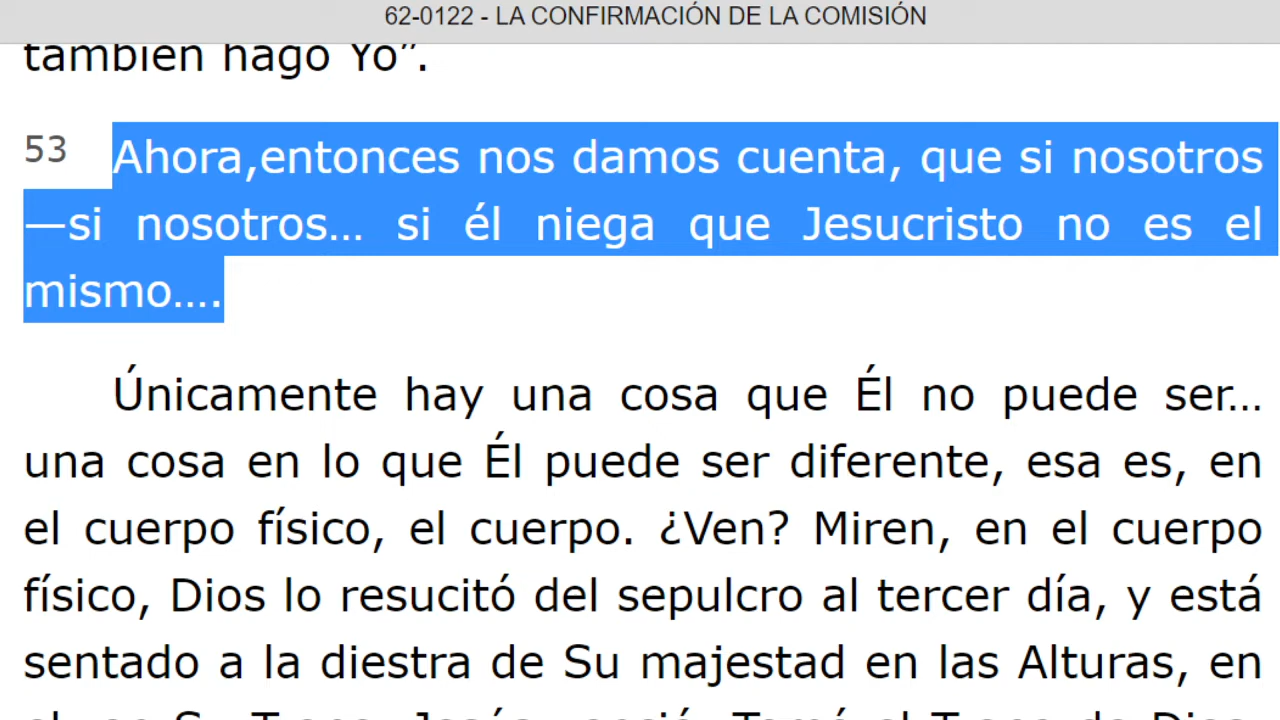 62-0122 - LA CONFIRMACIÓN DE LA COMISIÓN
también hago Yo”.
53 Ahora,entonces nos damos cuenta, que si nosotros
—si nosotros… si él niega que Jesucristo no es el
mismo….
Únicamente hay una cosa que Él no puede ser…
una cosa en lo que Él puede ser diferente, esa es, en
el cuerpo físico, el cuerpo. ¿Ven? Miren, en el cuerpo
físico, Dios lo resucitó del sepulcro al tercer día, y está
sentado a la diestra de Su majestad en las Alturas, en